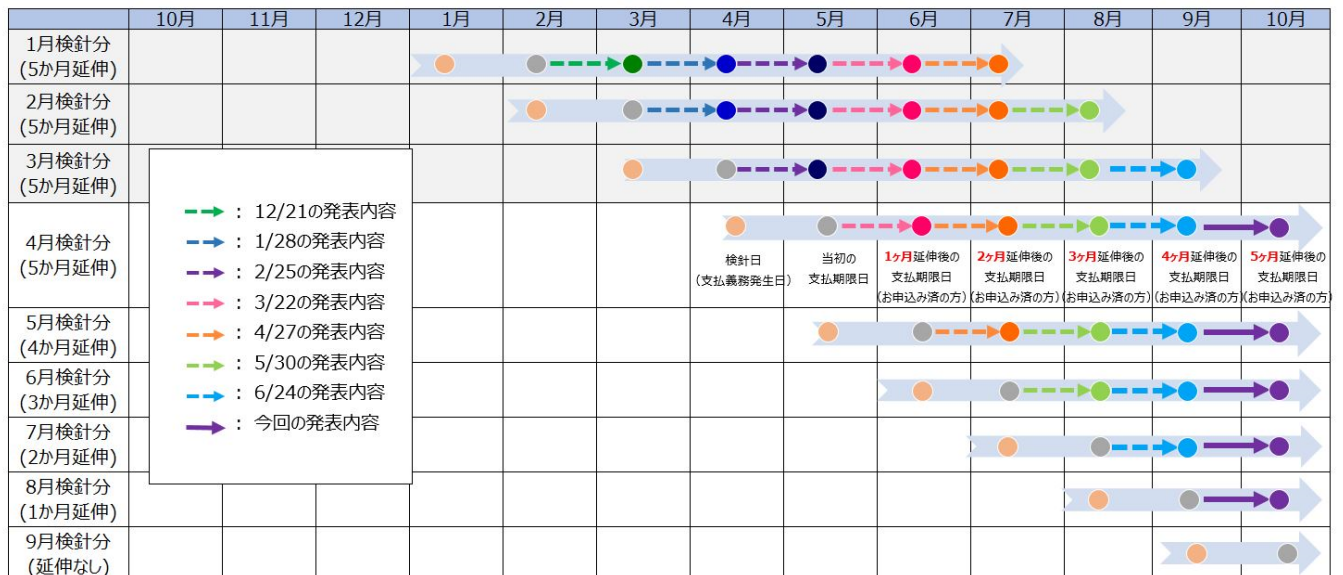 10月 11月 12月 1月 2月 3月 4月 5月 6月 7月 8月 9月 10月
1月検針分
(5か月延伸)
2月検針分
(5か月延伸)
3月検針分
(5か月延伸)
: 12/21の発表内容
: 1/28の発表内容
: 2/25の発表内容
: 3/22の発表内容
: 4/27の発表内容
: 5/30の発表内容
: 6/24の発表内容
: 今回の発表内容
4月検針分
(5か月延伸)
検針日
(支払義務発生日)
当初の
支払期限日
1ヶ月延伸後の
支払期限日
(お申込み済の方)
2ヶ月延伸後の
支払期限日
(お申込み済の方)
3ヶ月延伸後の
支払期限日
(お申込み済の方)
4ヶ月延伸後の
支払期限日
(お申込み済の方)
5ヶ月延伸後の
支払期限日
(お申込み済の方)
5月検針分
(4か月延伸)
6月検針分
(3か月延伸)
7月検針分
(2か月延伸)
8月検針分
(1か月延伸)
9月検針分
(延伸なし)